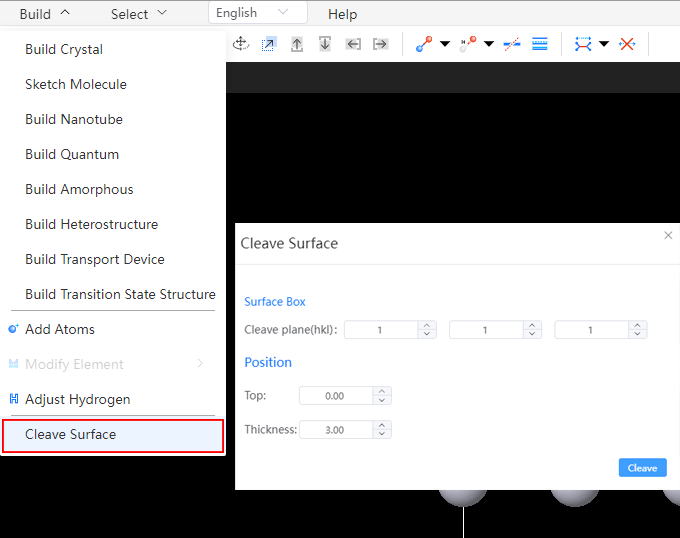 Build Select English Help
Build Crystal
Sketch Molecule
Build Nanotube
Build Quantum
Build Amorphous
Build Heterostructure
Build Transport Device
Build Transition State Structure
Add Atoms
Modify Element
H Adjust Hydrogen
Cleave Surface
H
Cleave Surface
Surface Box
Cleave plane(hkl): 1 1 1
Position
Top: 0.00
Thickness: 3.00
Cleave